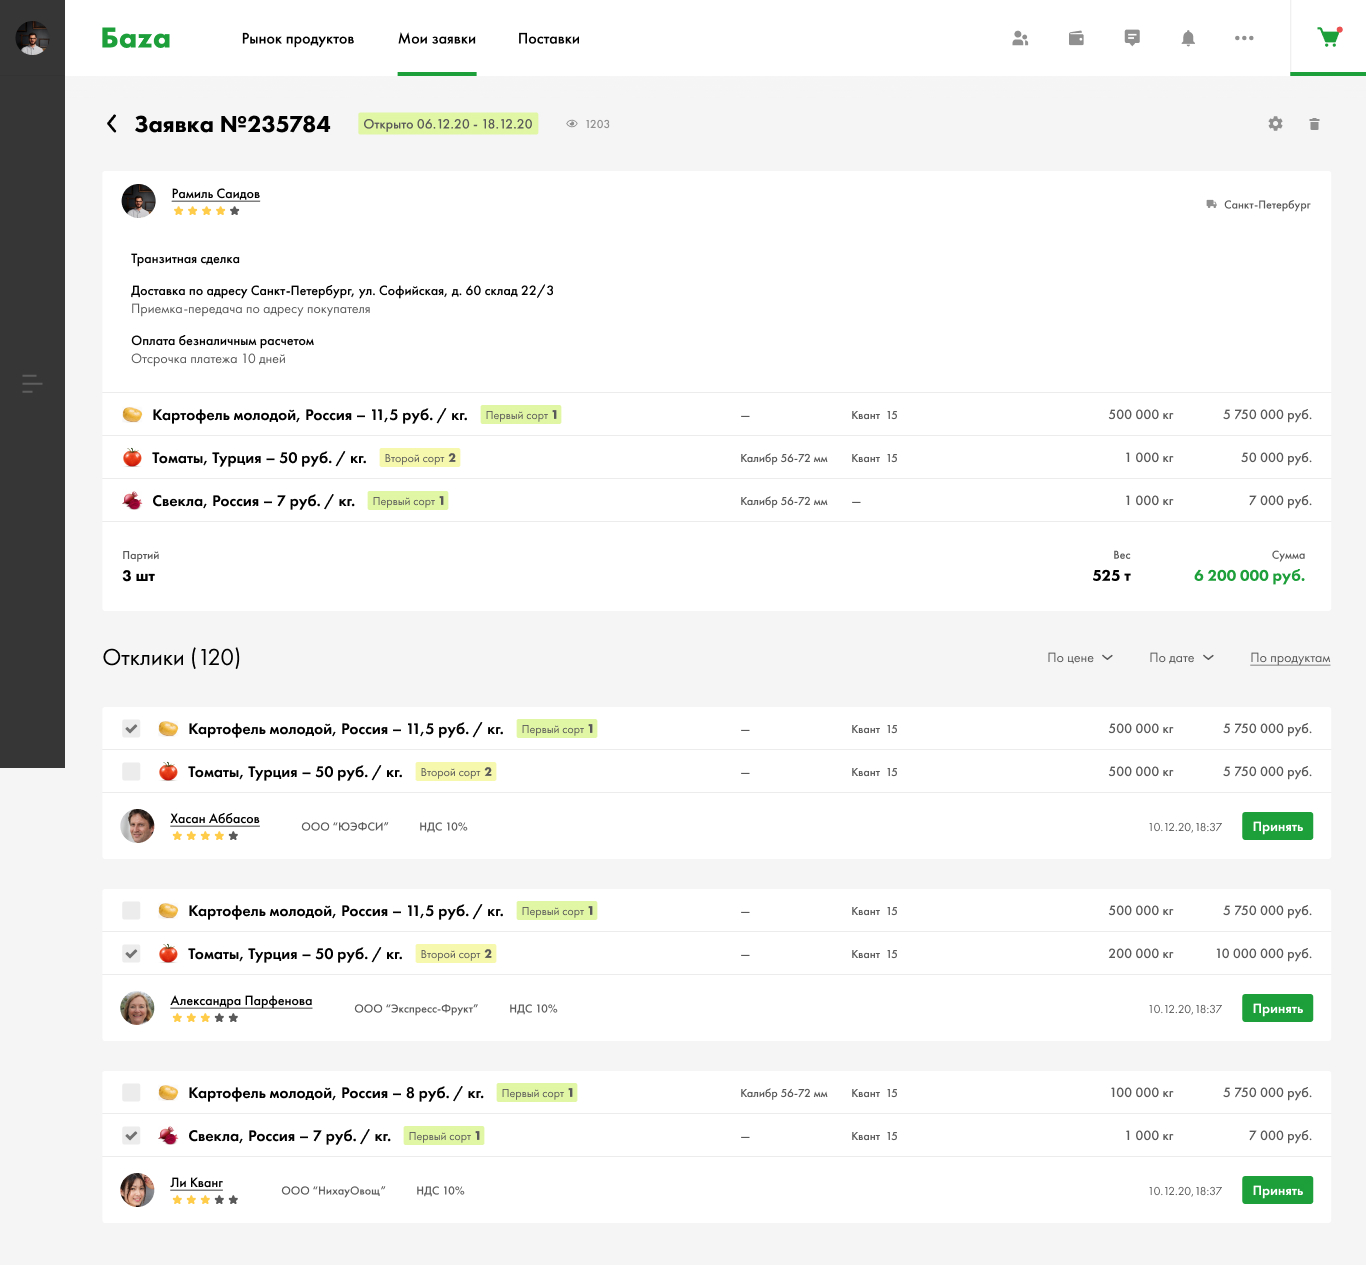 База Рынок продуктов Мои заявки Поставки
Заявка №235784 Открыто 06.12.20 - 18.12.20 1203
Рамиль Саидов
Санкт-Петербург
Транзитная сделка
Доставка по адресу Санкт-Петербург, ул. Софийская, д. 60 склад 22/3
Приемка-передача по адресу покупателя
Оплата безналичным расчетом
Отсрочка платежа 10 дней
Картофель молодой, Россия – 11,5 руб. / кг. Первый сорт 1 – Квант 15 500 000 кг 5 750 000 руб.
Томаты, Турция – 50 руб. / кг. Второй сорт 2 Калибр 56-72 мм Квант 15 1 000 кг 50 000 руб.
Свекла, Россия – 7 руб. / кг. Первый сорт 1 Калибр 56-72 мм – 1 000 кг 7 000 руб.
Партий Вес Сумма
3 шт 525 т 6 200 000 руб.
Отклики (120) По цене По дате По продуктам
Картофель молодой, Россия – 11,5 руб. / кг. Первый сорт 1 – Квант 15 500 000 кг 5 750 000 руб.
Томаты, Турция – 50 руб. / кг. Второй сорт 2 – Квант 15 500 000 кг 5 750 000 руб.
Хасан Аббасов ООО “ЮЭФСИ” НДС 10% 10.12.20,18:37 Принять
Картофель молодой, Россия – 11,5 руб. / кг. Первый сорт 1 – Квант 15 500 000 кг 5 750 000 руб.
Томаты, Турция – 50 руб. / кг. Второй сорт 2 – Квант 15 200 000 кг 10 000 000 руб.
Александра Парфенова ООО “Экспресс-Фрукт” НДС 10% 10.12.20,18:37 Принять
Картофель молодой, Россия – 8 руб. / кг. Первый сорт 1 Калибр 56-72 мм Квант 15 100 000 кг 5 750 000 руб.
Свекла, Россия – 7 руб. / кг. Первый сорт 1 – Квант 15 1 000 кг 7 000 руб.
Ли Кванг ООО “НихауОвощ” НДС 10% 10.12.20,18:37 Принять